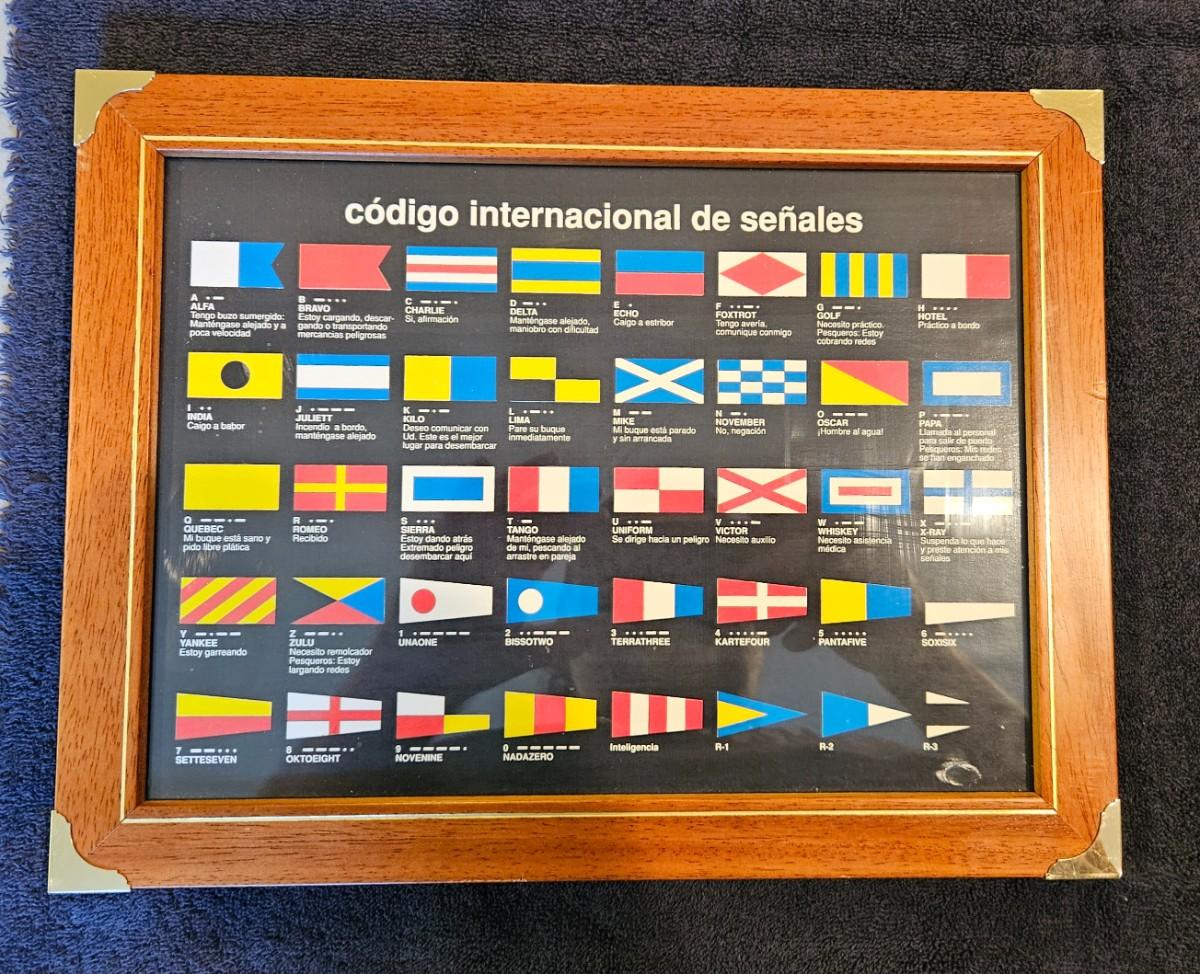 código internacional de señales
A •—
ALFA
Tengo buzo sumergido:
Manténgase alejado y a
poca velocidad
B —•••
BRAVO
Estoy cargando, descar-
gando o transportando
mercancias peligrosas
C —•—•
CHARLIE
Si, afirmación
D —••
DELTA
Manténgase alejado,
maniobro con dificultad
E •
ECHO
Caigo a estribor
F ••—•
FOXTROT
Tengo avería,
comunique conmigo
G ——•
GOLF
Necesito práctico.
Pesqueros: Estoy
cobrando redes
H ••••
HOTEL
Práctico a bordo
I ••
INDIA
Caigo a babor
J •———
JULIETT
Incendio a bordo,
manténgase alejado
K —•—
KILO
Deseo comunicar con
Ud. Este es el mejor
lugar para desembarcar
L •—••
LIMA
Pare su buque
inmediatamente
M ——
MIKE
Mi buque está parado
y sin arrancada
N —•
NOVEMBER
No, negación
O ———
OSCAR
¡Hombre al agua!
P •——•
PAPA
Llamada al personal
para salir de puerto
Pesqueros: Mis redes
se han enganchado
Q ——•—
QUEBEC
Mi buque está sano y
pido libre plática
R •—•
ROMEO
Recibido
S •••
SIERRA
Estoy dando atrás
Extremado peligro
desembarcar aquí
T —
TANGO
Manténgase alejado
de mí, pescando al
arrastre en pareja
U ••—
UNIFORM
Se dirige hacia un peligro
V •••—
VICTOR
Necesito auxilio
W •——
WHISKEY
Necesito asistencia
médica
X —••—
X-RAY
Suspenda lo que hace
y preste atención a mis
señales
Y —•——
YANKEE
Estoy garreando
Z ——••
ZULU
Necesito remolcador
Pesqueros: Estoy
largando redes
1 •————
UNAONE
2 ••———
BISSOTWO
3 •••——
TERRATHREE
4 ••••—
KARTEFOUR
5 •••••
PANTAFIVE
6 —••••
SOXISIX
7 ——•••
SETTESEVEN
8 ———••
OKTOEIGHT
9 ————•
NOVENINE
0 —————
NADAZERO
Inteligencia
R-1
R-2
R-3